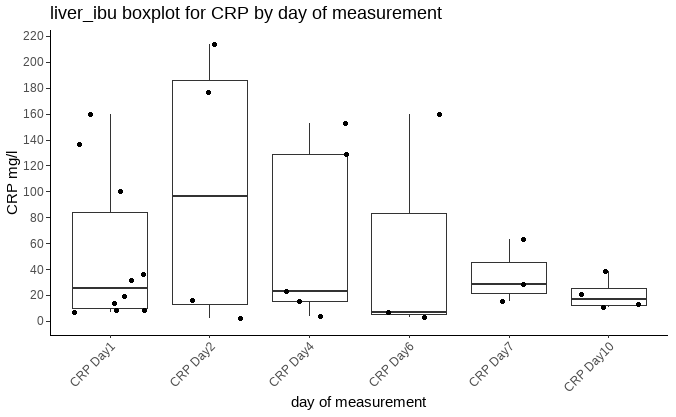 liver_ibu boxplot for CRP by day of measurement
220
200
180
160
140
120
100
80
60
40
20
0
CRP mg/l
CRP Day1
CRP Day2
CRP Day4
CRP Day6
CRP Day7
CRP Day10
day of measurement